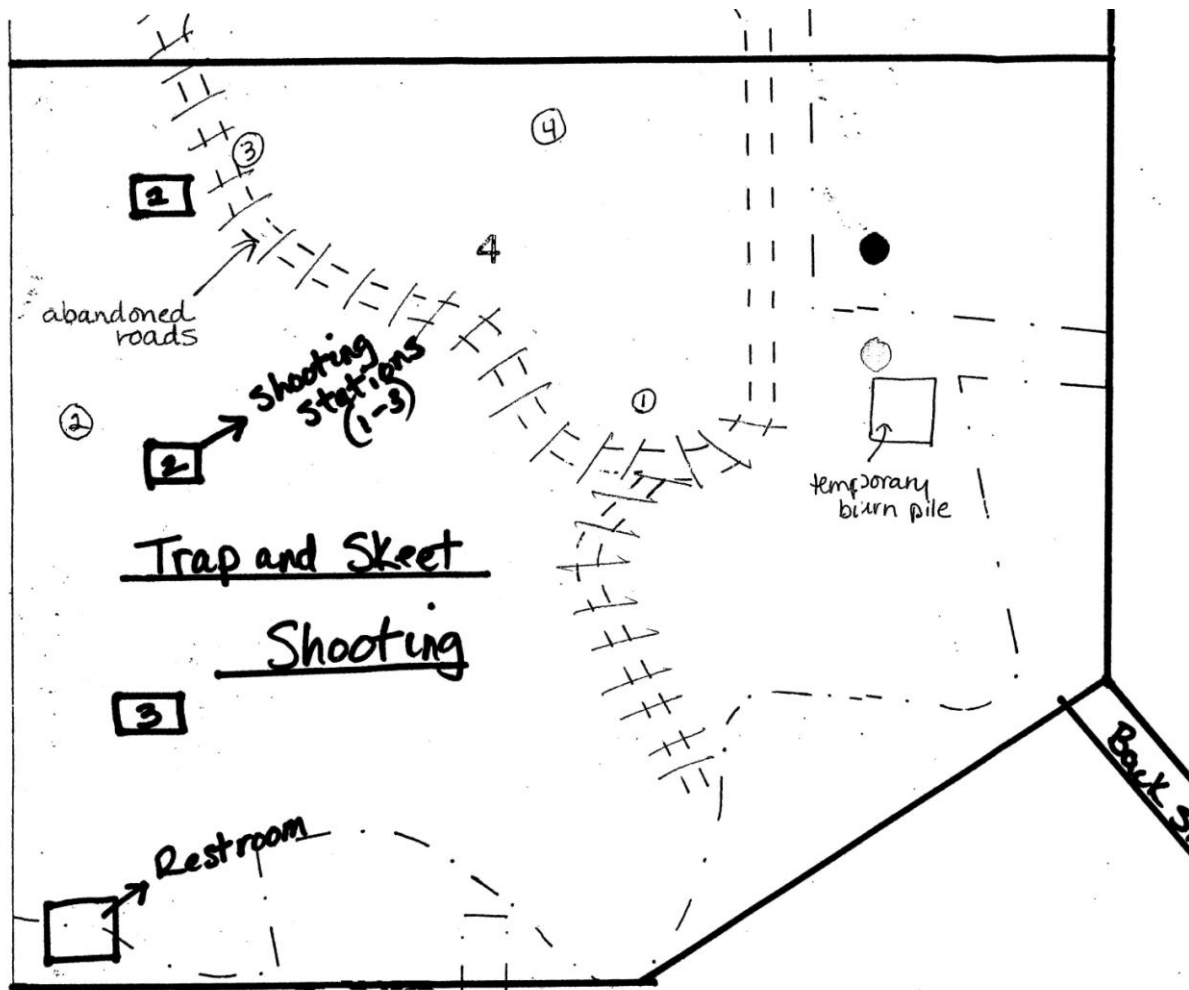 ④
③
1
4
abandoned
roads
shooting
stations
(1-3)
①
②
2
temporary
burn pile
Trap and Skeet
Shooting
3
Back
Restroom